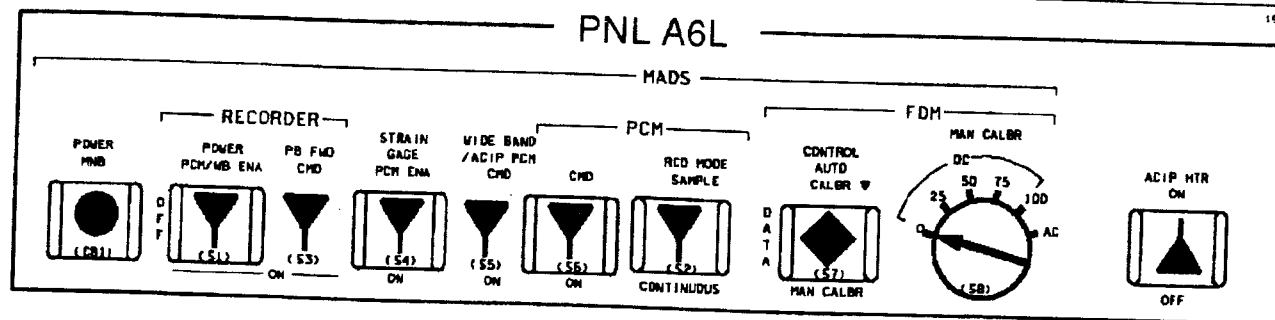 PNL A6L
MADS
RECORDER
PCM
FDM
POWER
MNB
(CB1)
OFF
POWER
PCM/WB ENA
(S1)
PB FWD
CMD
(S3)
ON
STRAIN
GAGE
PCM ENA
(S4)
ON
WIDE BAND
/ACIP PCM
CMD
(S5)
ON
CMD
(S6)
ON
RCD MODE
SAMPLE
(S2)
CONTINUOUS
DATA
CONTROL
AUTO
CALBR ▼
(S7)
MAN CALBR
MAN CALBR
DC
0
25
50
75
100
AC
(S8)
ACIP HTR
ON
OFF